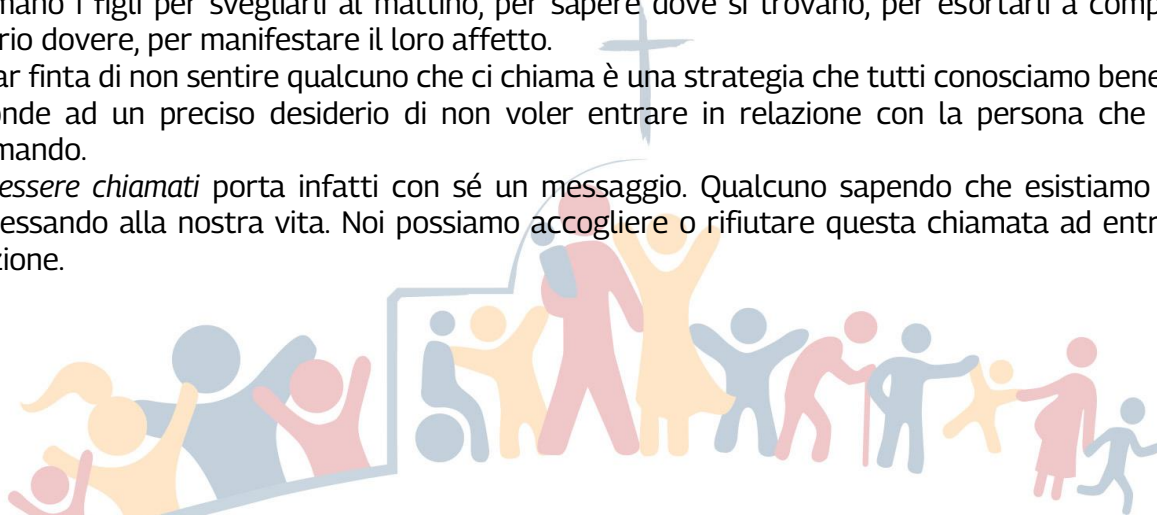 mano i figli per svegliarli al mattino, per sapere dove si trovano, per esortarli a comp
rio dovere, per manifestare il loro affetto.
ar finta di non sentire qualcuno che ci chiama è una strategia che tutti conosciamo bene
onde ad un preciso desiderio di non voler entrare in relazione con la persona che
mando.
essere chiamati porta infatti con sé un messaggio. Qualcuno sapendo che esistiamo
essando alla nostra vita. Noi possiamo accogliere o rifiutare questa chiamata ad entr
zione.